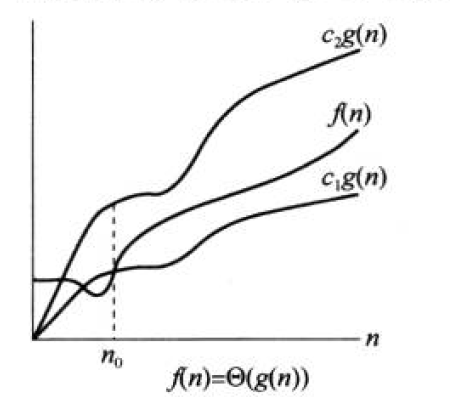 c₂g(n)
f(n)
c₁g(n)
n
n₀
f(n)=Θ(g(n))